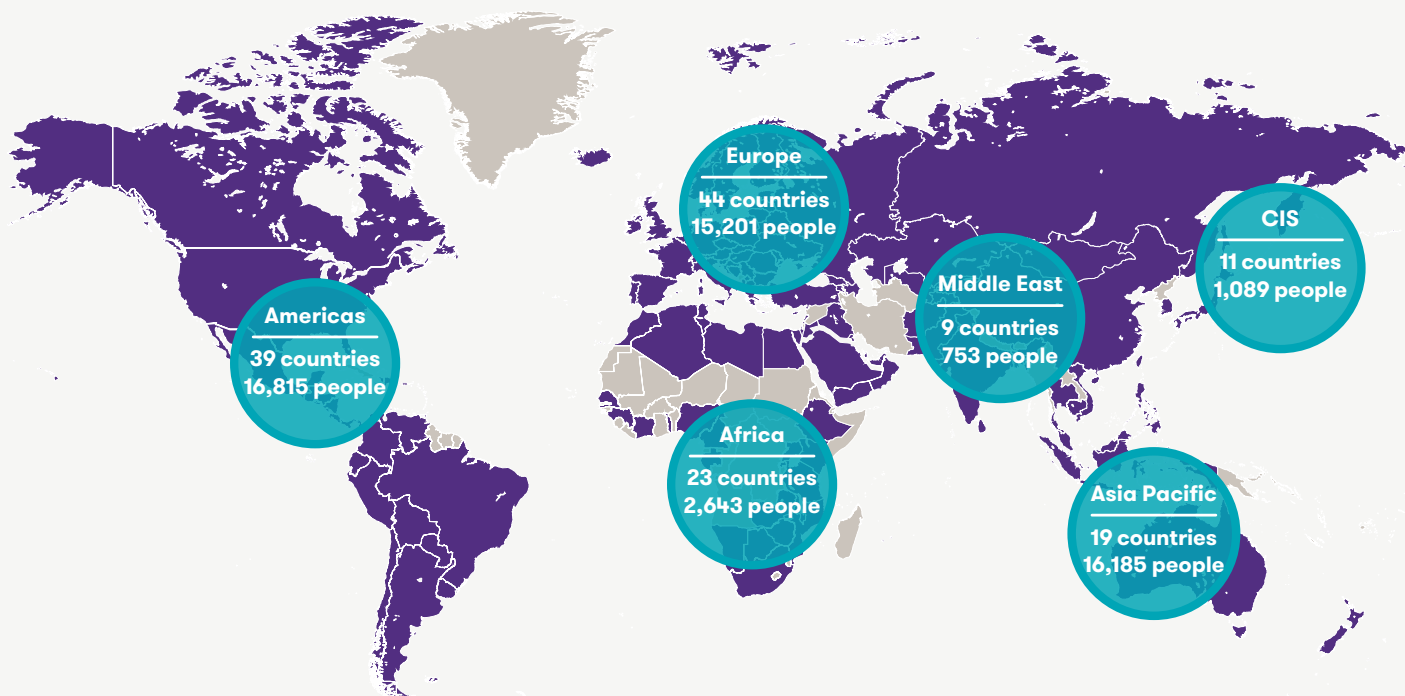 Europe
44 countries
15,201 people
CIS
11 countries
1,089 people
Middle East
9 countries
753 people
Americas
39 countries
16,815 people
Africa
23 countries
2,643 people
Asia Pacific
19 countries
16,185 people